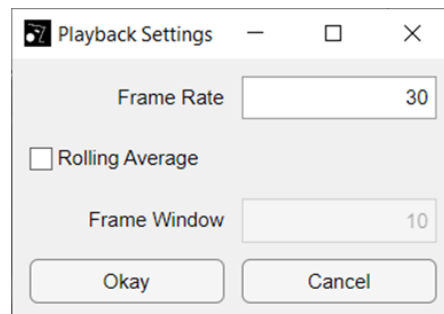 Playback Settings
Frame Rate 30
Rolling Average
Frame Window 10
Okay Cancel